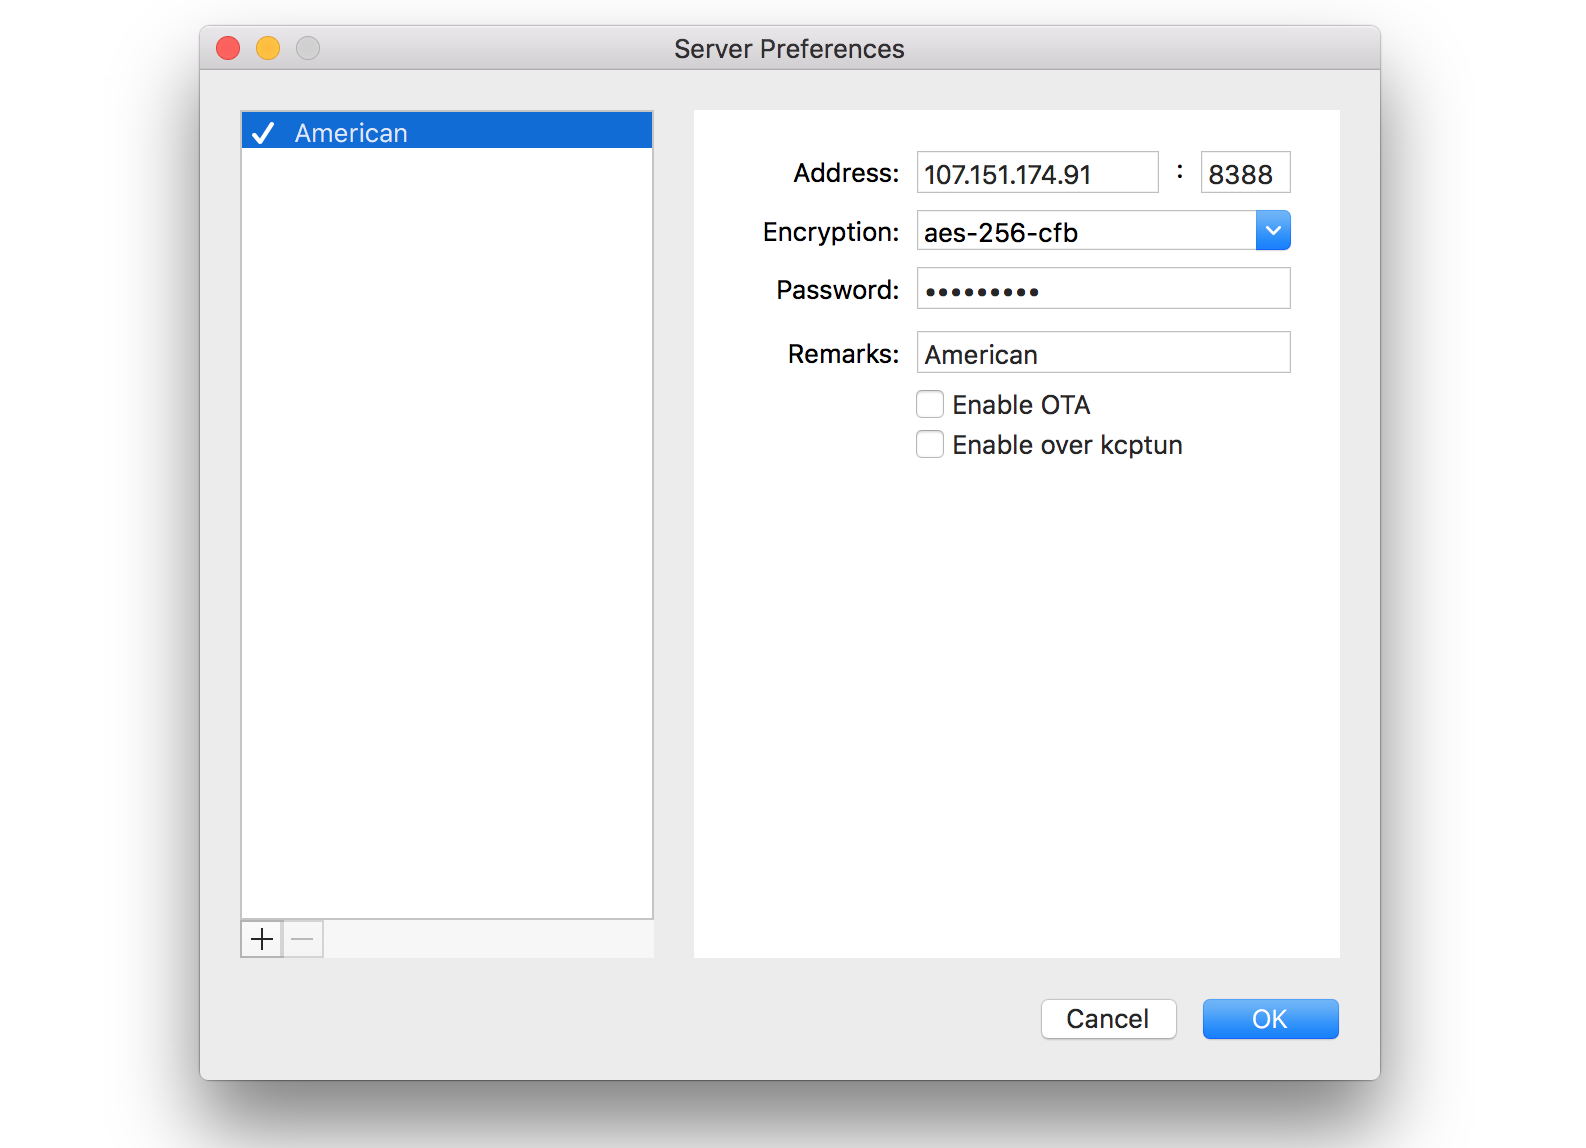 Server Preferences
American
Address: 107.151.174.91 : 8388
Encryption: aes-256-cfb
Password: •••••••••
Remarks: American
Enable OTA
Enable over kcptun
Cancel OK